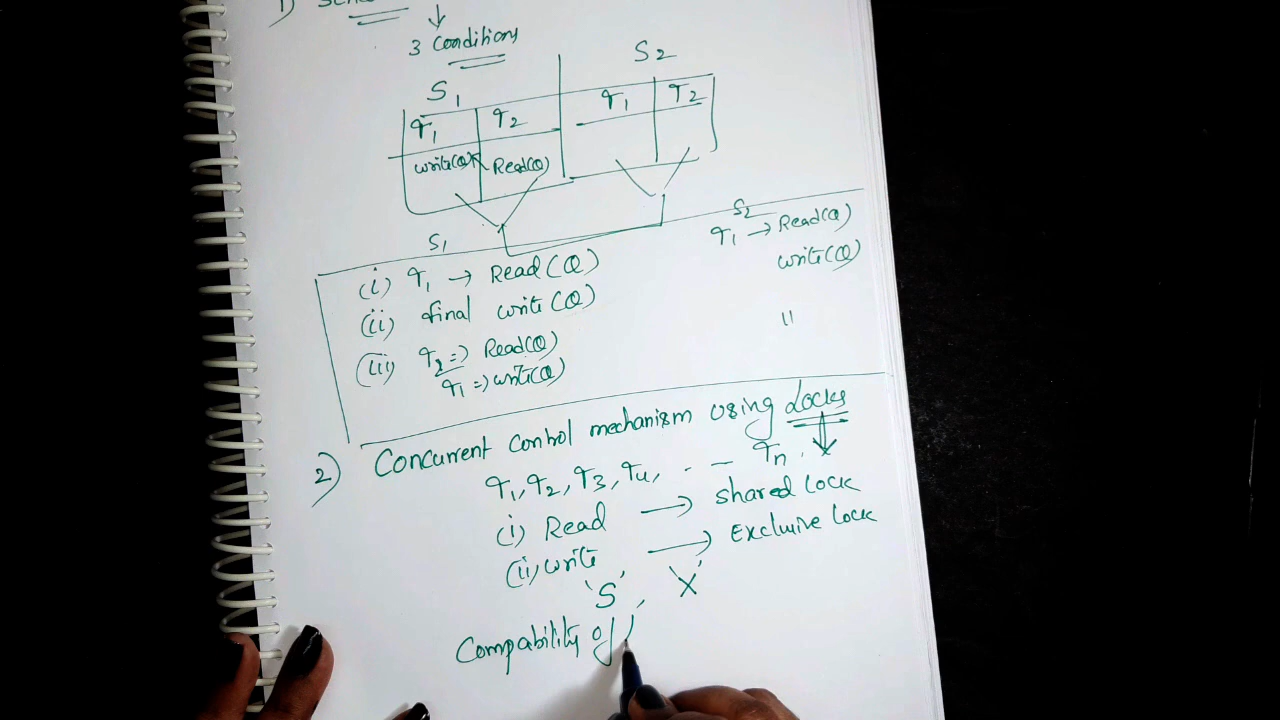 1)
3 Conditions
S1 S2
T1 T2 T1 T2
write(Q) Read(Q)
S1 S2
(i) T1 → Read(Q) T1 → Read(Q)
write(Q)
(ii) final write(Q)
(iii) T2 => Read(Q) 11
T1 => write(Q)
2) Concurrent Control mechanism using Locks
T1, T2, T3, T4, . - — Tn.
(i) Read → shared lock
(ii) write → Exclusive lock
'S', 'X'
Compability of